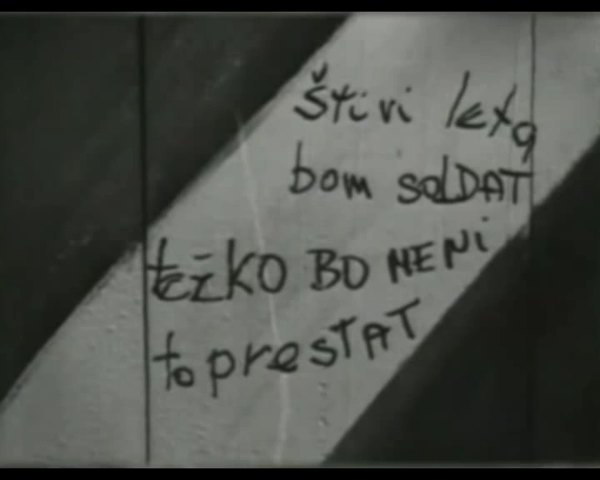 štiri leta
bom solDAT
težKO BO MENI
to presTAT